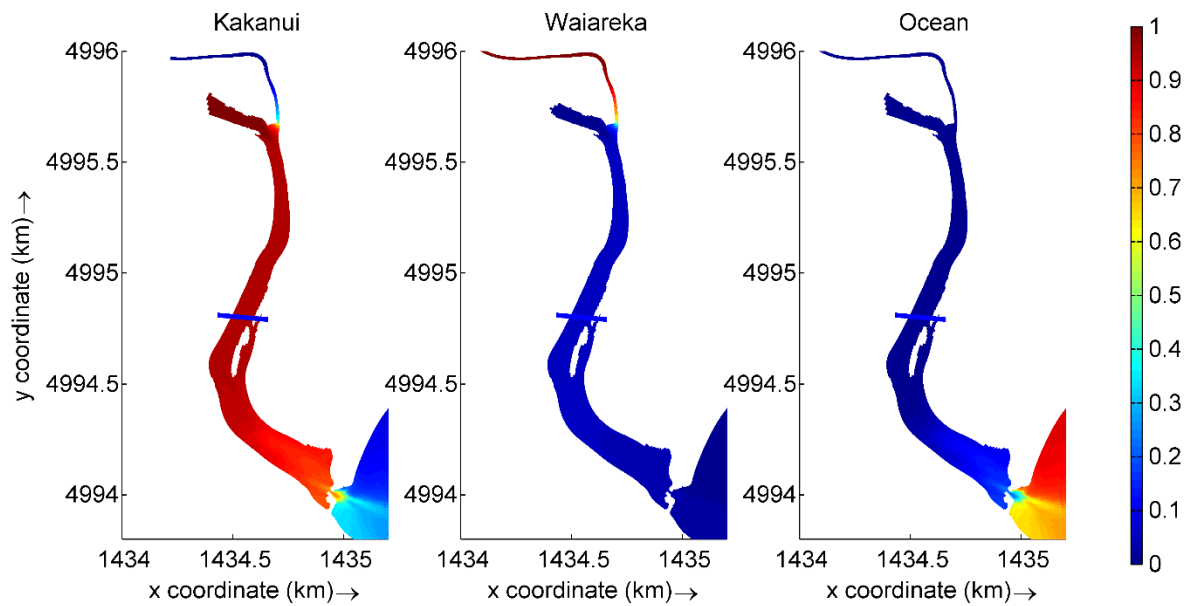 Kakanui Waiareka Ocean
4996 4996 4996 1
0.9
4995.5 4995.5 4995.5 0.8
0.7
4995 4995 4995 0.6
0.5
0.4
4994.5 4994.5 4994.5 0.3
0.2
4994 4994 4994 0.1
0
1434 1434.5 1435 1434 1434.5 1435 1434 1434.5 1435
x coordinate (km)→ x coordinate (km)→ x coordinate (km)→
y coordinate (km)→